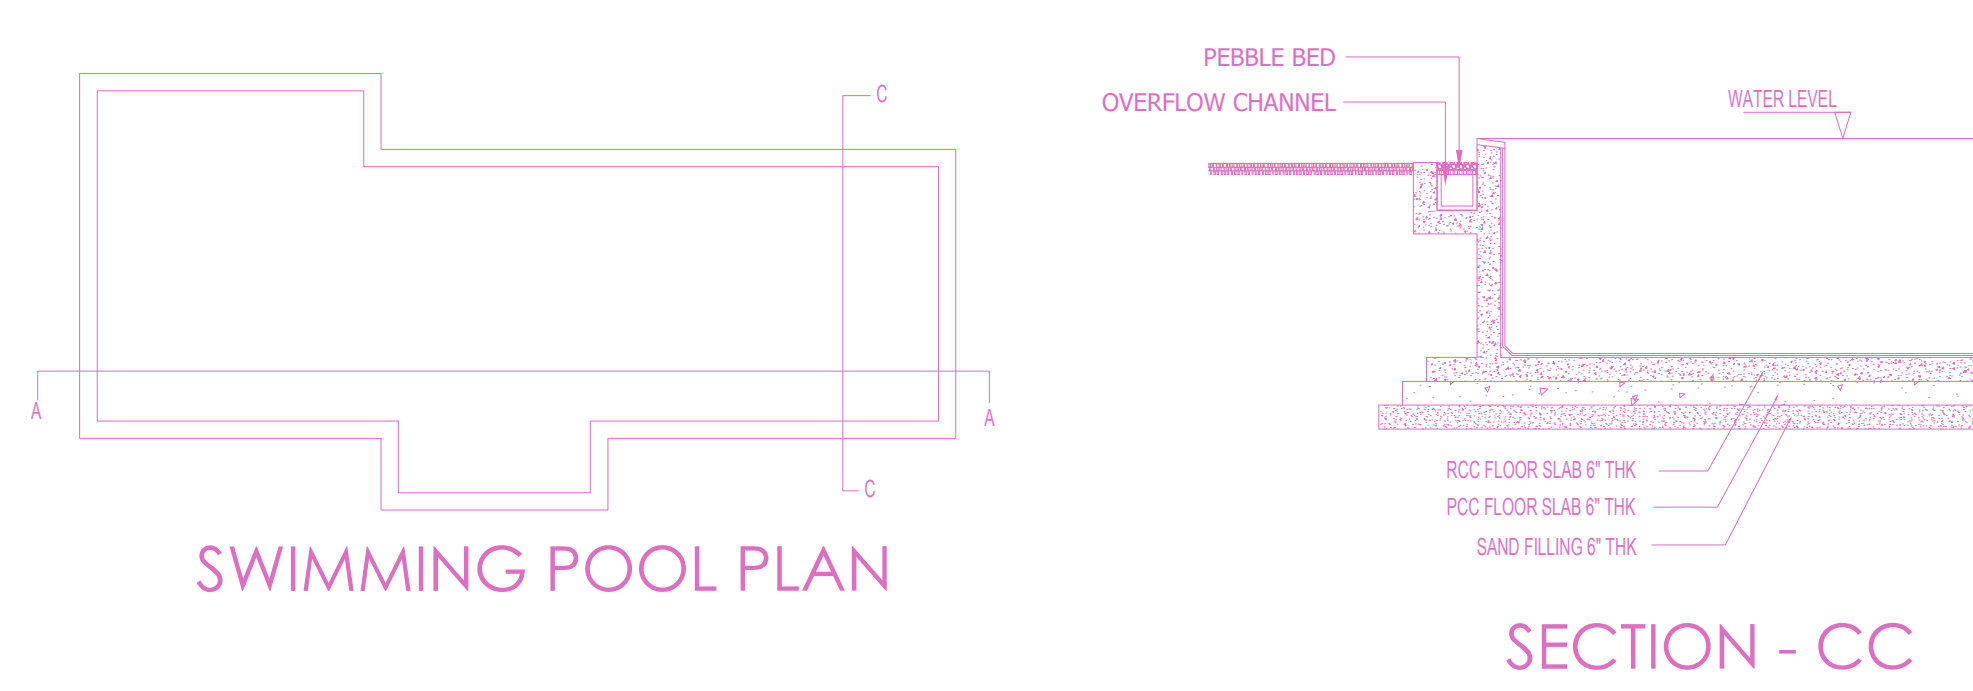 C
A
A
C
SWIMMING POOL PLAN
PEBBLE BED
OVERFLOW CHANNEL
WATER LEVEL
RCC FLOOR SLAB 6" THK
PCC FLOOR SLAB 6" THK
SAND FILLING 6" THK
SECTION - CC